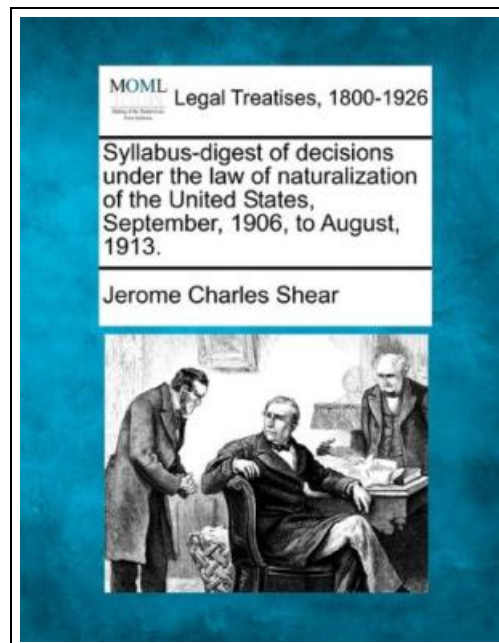 MOML
Legal Treatises, 1800-1926
Syllabus-digest of decisions
under the law of naturalization
of the United States,
September, 1906, to August,
1913.
Jerome Charles Shear